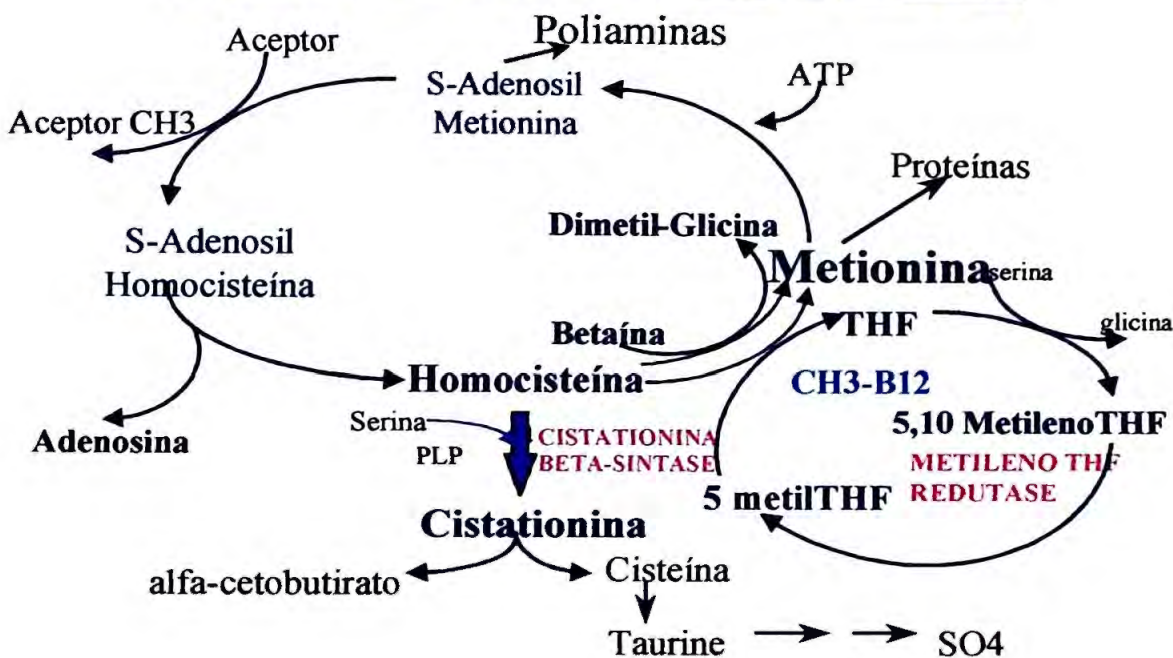 Aceptor
Poliaminas
S-Adenosil
Metionina
ATP
Aceptor CH3
Proteínas
Dimetil-Glicina
S-Adenosil
Homocisteína
Metionina
serina
THF
glicina
Betaína
Homocisteína
CH3-B12
Serina
PLP
CISTATIONINA
BETA-SINTASE
5,10 MetilenoTHF
METILENO THF
REDUTASE
Adenosina
5 metilTHF
Cistationina
alfa-cetobutirato
Cisteína
Taurine
SO4